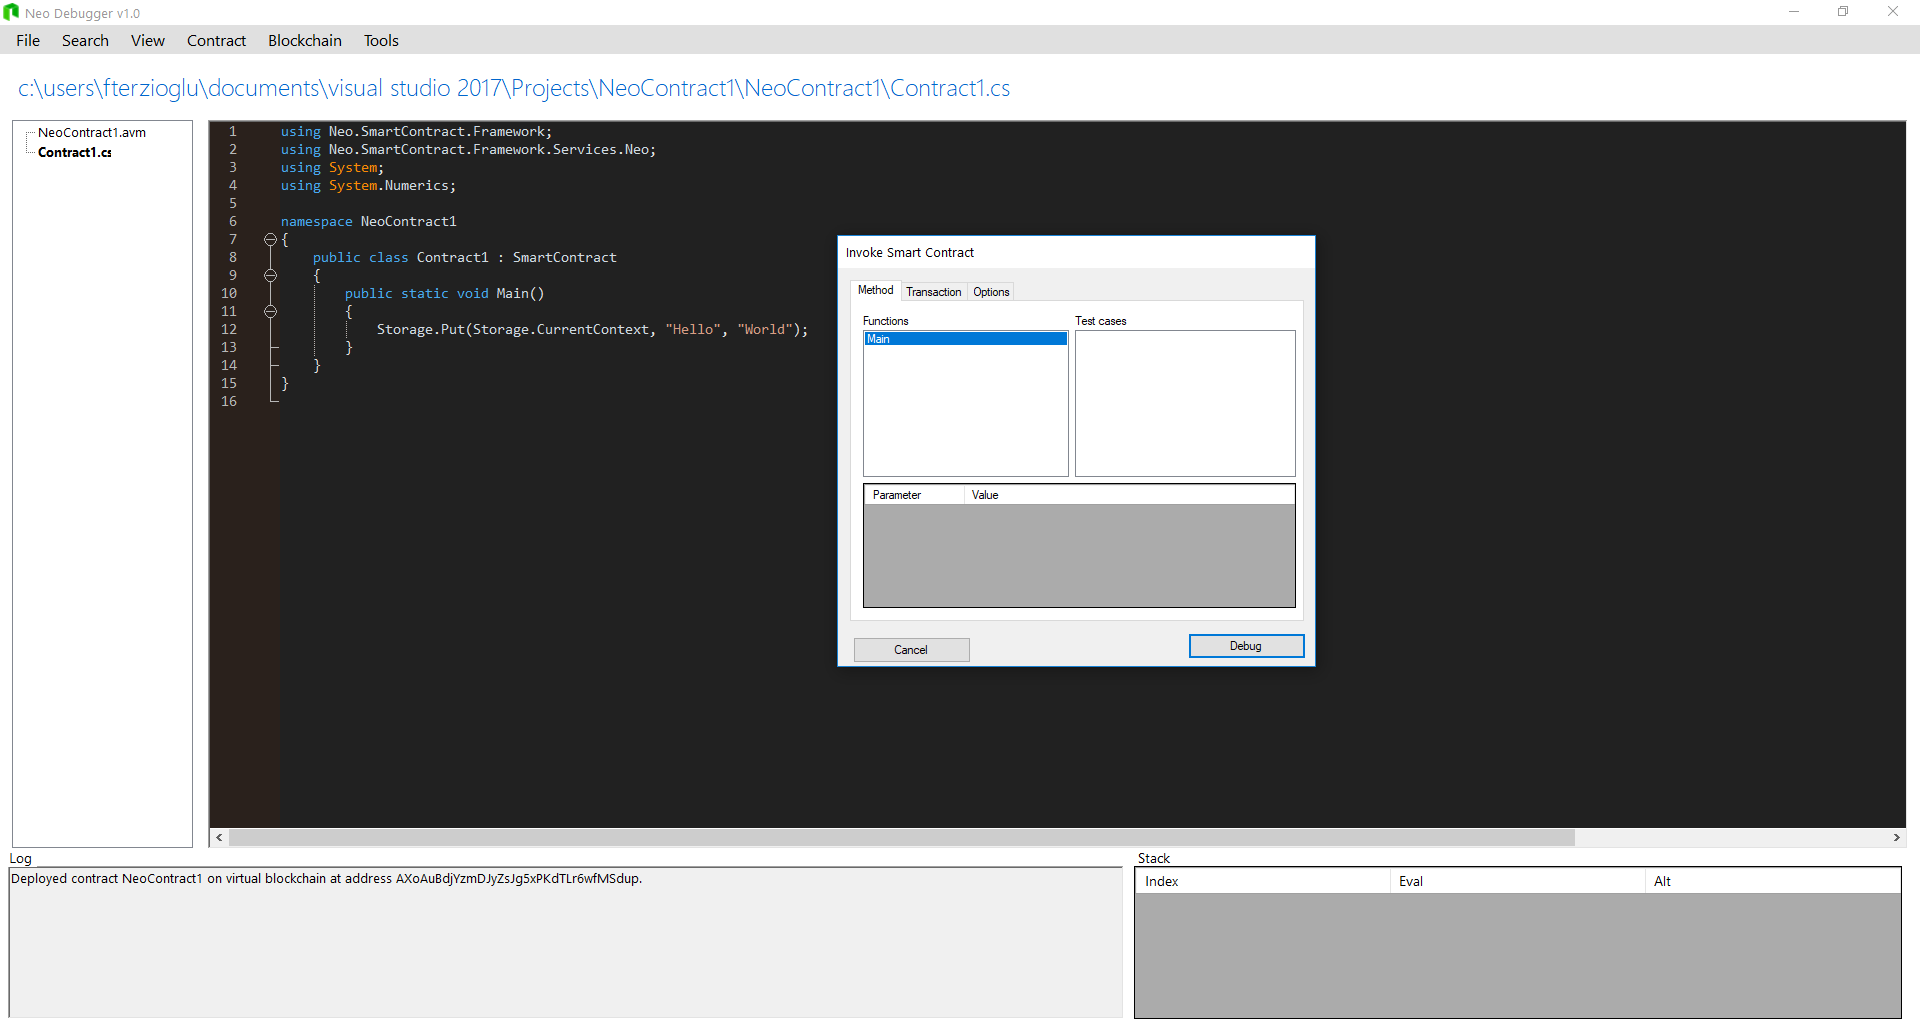 Neo Debugger v1.0
File Search View Contract Blockchain Tools
c:\users\fterzioglu\documents\visual studio 2017\Projects\NeoContract1\NeoContract1\Contract1.cs
NeoContract1.avm
Contract1.cs
1 using Neo.SmartContract.Framework;
2 using Neo.SmartContract.Framework.Services.Neo;
3 using System;
4 using System.Numerics;
5
6 namespace NeoContract1
7 {
8 public class Contract1 : SmartContract
9 {
10 public static void Main()
11 {
12 Storage.Put(Storage.CurrentContext, "Hello", "World");
13 }
14 }
15 }
16
Invoke Smart Contract
Method Transaction Options
Functions Test cases
Main
Parameter Value
Cancel Debug
Log
Deployed contract NeoContract1 on virtual blockchain at address AXoAuBdjYzmDJyZsJg5xPKdTLr6wfMSdup.
Stack
Index Eval Alt